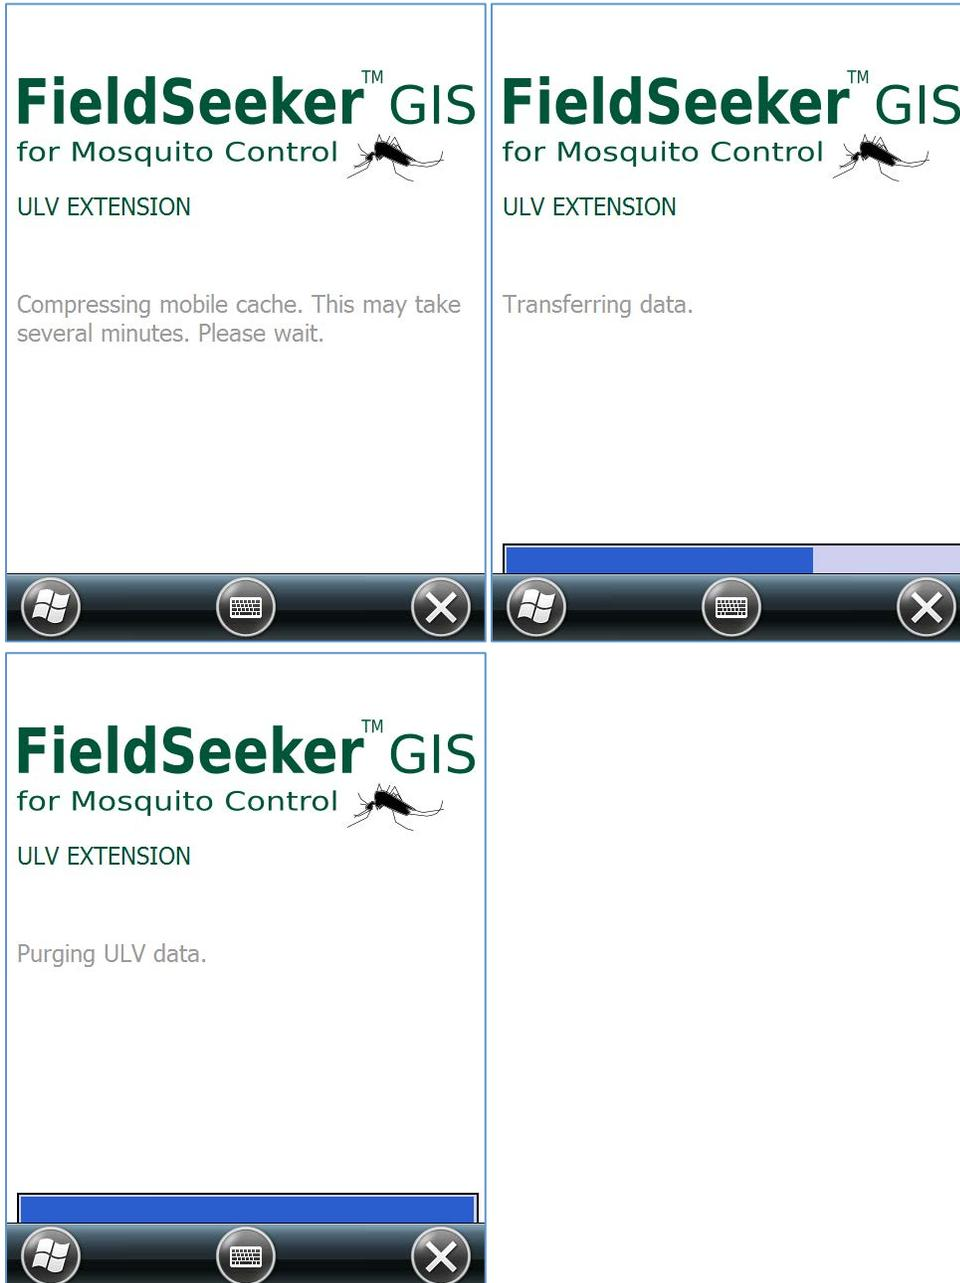 FieldSeeker™ GIS
for Mosquito Control
ULV EXTENSION
Compressing mobile cache. This may take
several minutes. Please wait.
FieldSeeker™ GIS
for Mosquito Control
ULV EXTENSION
Transferring data.
FieldSeeker™ GIS
for Mosquito Control
ULV EXTENSION
Purging ULV data.